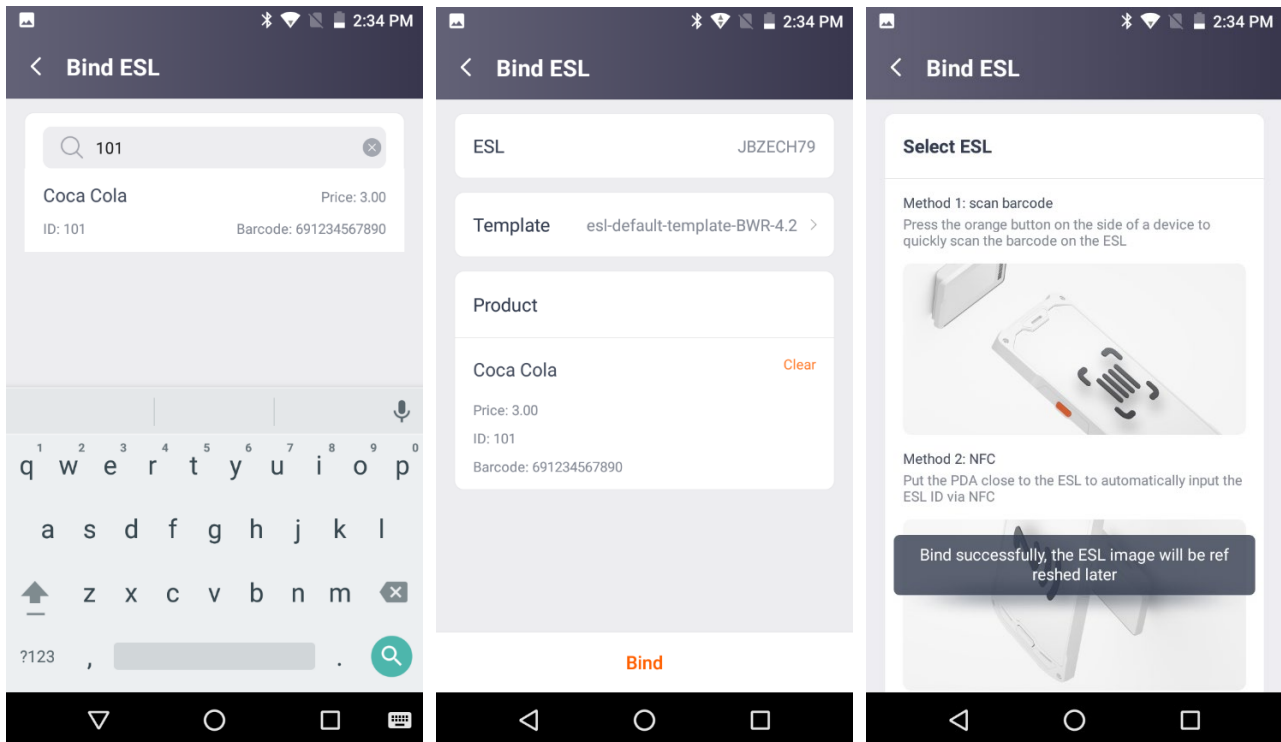 2:34 PM
Bind ESL
101
Coca Cola
Price: 3.00
ID: 101
Barcode: 691234567890
1 2 3 4 5 6 7 8 9 0
q w e r t y u i o p
a s d f g h j k l
z x c v b n m
?123 , .
2:34 PM
Bind ESL
ESL
JBZECH79
Template
esl-default-template-BWR-4.2
Product
Coca Cola
Clear
Price: 3.00
ID: 101
Barcode: 691234567890
Bind
2:34 PM
Bind ESL
Select ESL
Method 1: scan barcode
Press the orange button on the side of a device to
quickly scan the barcode on the ESL
Method 2: NFC
Put the PDA close to the ESL to automatically input the
ESL ID via NFC
Bind successfully, the ESL image will be ref
reshed later